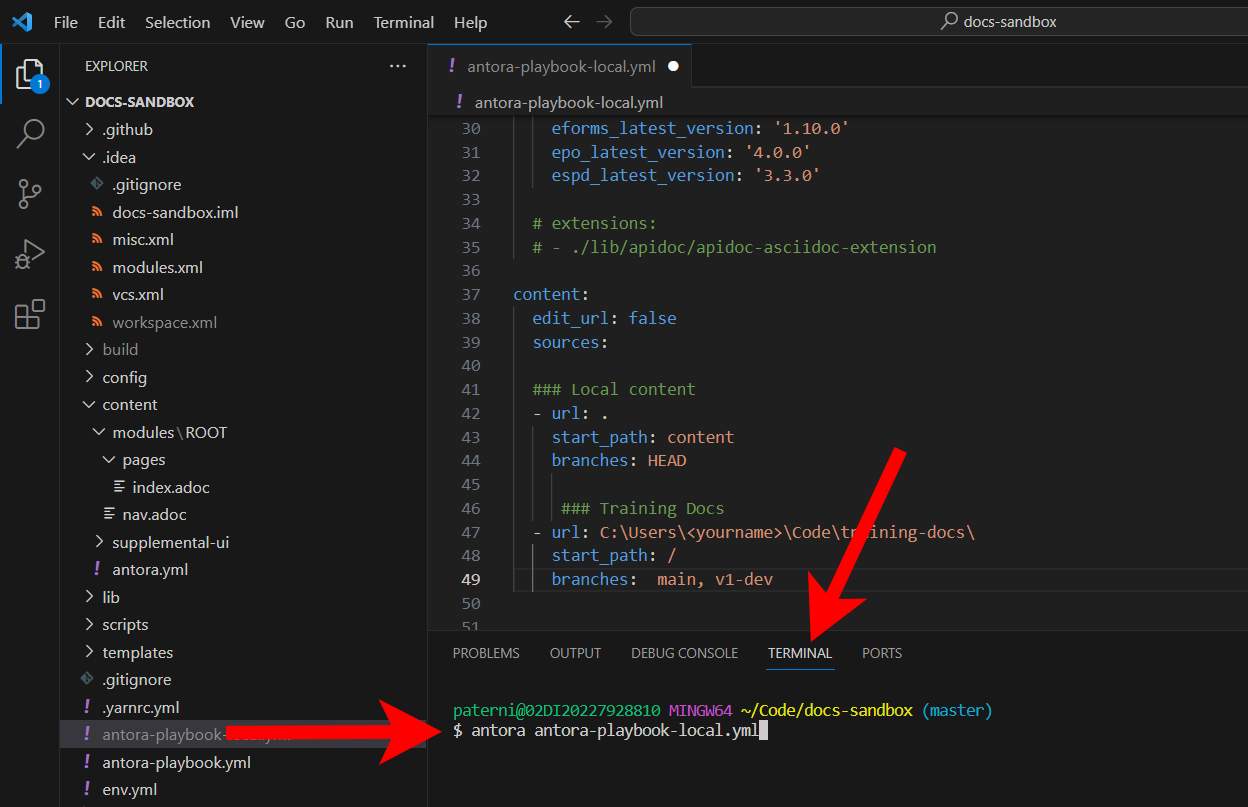 File Edit Selection View Go Run Terminal Help
docs-sandbox
1
EXPLORER
DOCS-SANDBOX
.github
.idea
.gitignore
docs-sandbox.iml
misc.xml
modules.xml
vcs.xml
workspace.xml
build
config
content
modules\ROOT
pages
index.adoc
nav.adoc
supplemental-ui
antora.yml
lib
scripts
templates
.gitignore
.yarnrc.yml
antora-playbook-
antora-playbook.yml
env.yml
! antora-playbook-local.yml
! antora-playbook-local.yml
30 eforms_latest_version: '1.10.0'
31 epo_latest_version: '4.0.0'
32 espd_latest_version: '3.3.0'
33
34 # extensions:
35 # - ./lib/apidoc/apidoc-asciidoc-extension
36
37 content:
38 edit_url: false
39 sources:
40
41 ### Local content
42 - url: .
43 start_path: content
44 branches: HEAD
45
46 ### Training Docs
47 - url: C:\Users\<yourname>\Code\training-docs\
48 start_path: /
49 branches:  main, v1-dev
50
51
PROBLEMS OUTPUT DEBUG CONSOLE TERMINAL PORTS
paterni@02DI20227928810 MINGW64 ~/Code/docs-sandbox (master)
$ antora antora-playbook-local.yml